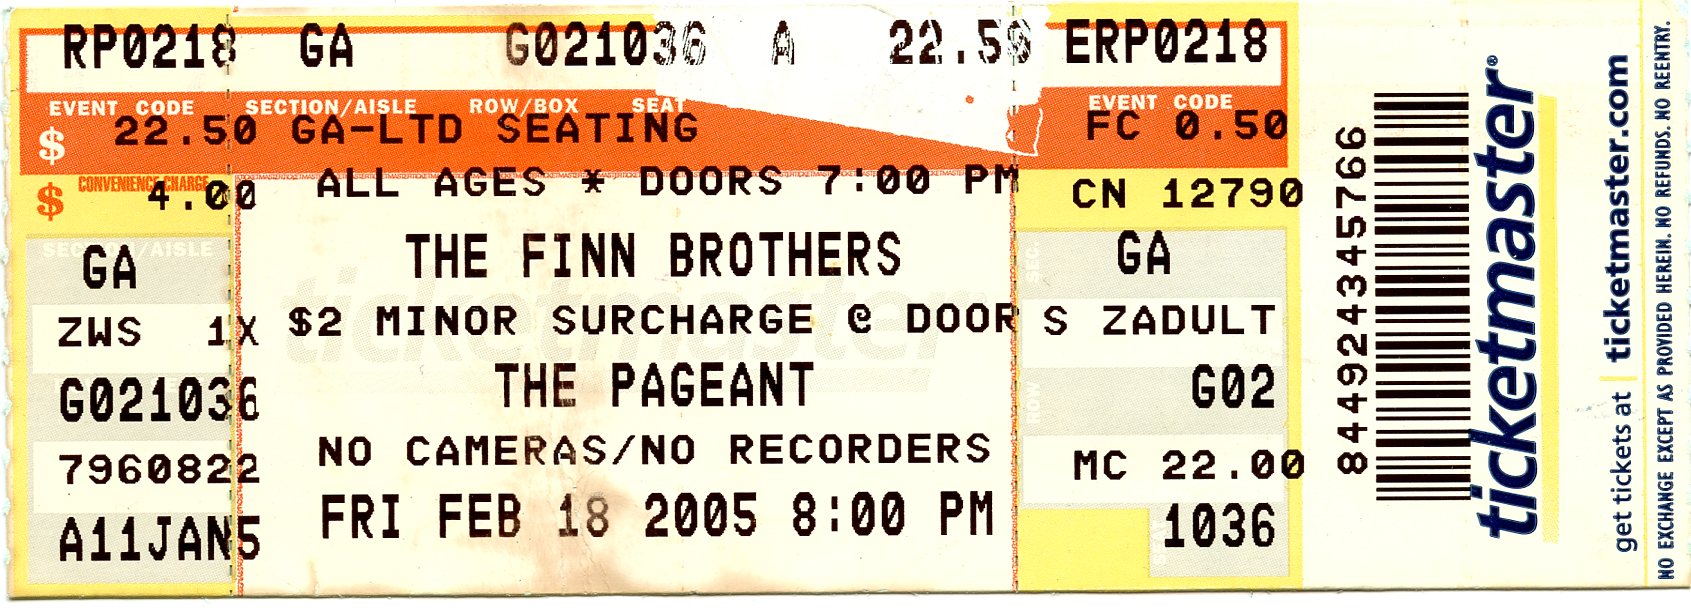 RP0218 GA G021036 A 22.50 ERP0218
EVENT CODE SECTION/AISLE ROW/BOX SEAT EVENT CODE
$ 22.50 GA-LTD SEATING FC 0.50
CONVENIENCE CHARGE
$ 4.00 ALL AGES * DOORS 7:00 PM CN 12790
SECTION/AISLE
GA THE FINN BROTHERS SEC. GA
ticketmaster
ZWS 1X $2 MINOR SURCHARGE @ DOOR S ZADULT
G021036 THE PAGEANT ROW G02
7960822 NO CAMERAS/NO RECORDERS MC 22.00
A11JAN5 FRI FEB 18 2005 8:00 PM 1036
844924345766
ticketmaster®
get tickets at | ticketmaster.com
NO EXCHANGE EXCEPT AS PROVIDED HEREIN. NO REFUNDS. NO REENTRY.